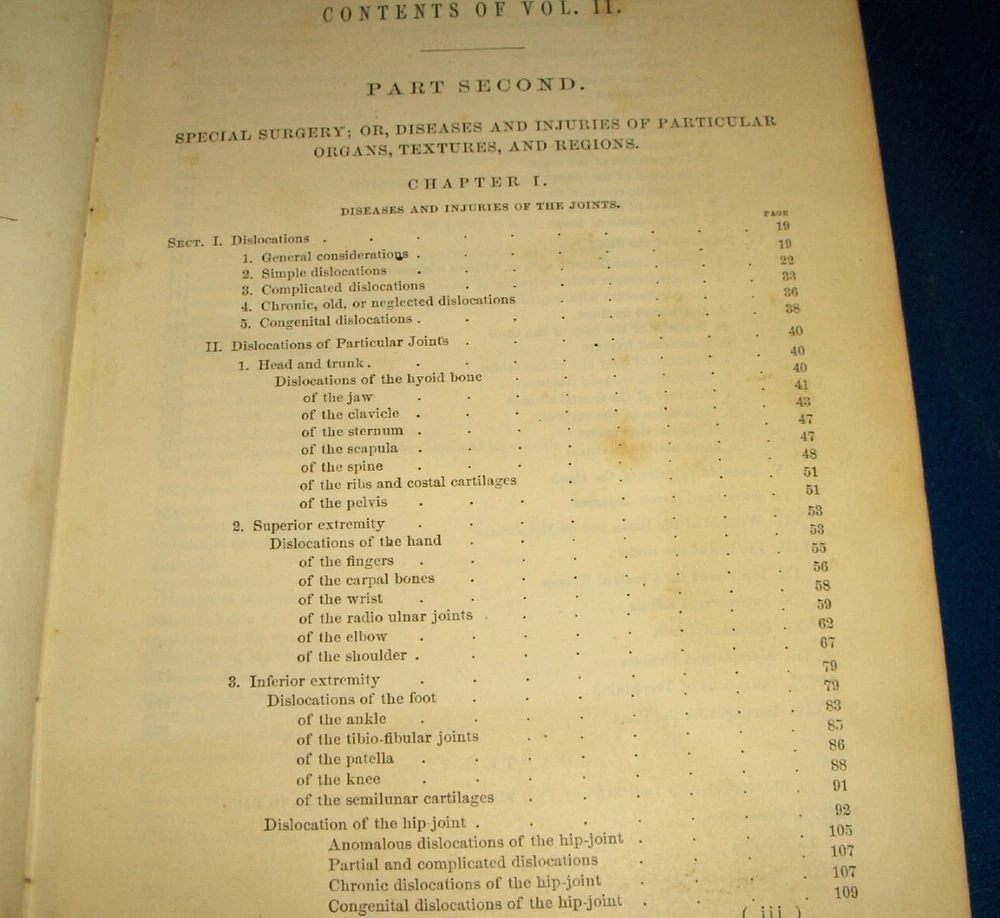 CONTENTS OF VOL. II.
PART SECOND.
SPECIAL SURGERY; OR, DISEASES AND INJURIES OF PARTICULAR
ORGANS, TEXTURES, AND REGIONS.
CHAPTER I.
DISEASES AND INJURIES OF THE JOINTS.
PAGE
SECT. I. Dislocations . . . . . . . . . 19
1. General considerations . . . . . . . 19
2. Simple dislocations . . . . . . . 22
3. Complicated dislocations . . . . . . 33
4. Chronic, old, or neglected dislocations . . . . . 36
5. Congenital dislocations . . . . . . . 38
II. Dislocations of Particular Joints . . . . . . 40
1. Head and trunk . . . . . . . 40
Dislocations of the hyoid bone . . . . . 40
of the jaw . . . . . . . 41
of the clavicle . . . . . . . 43
of the sternum . . . . . . . 47
of the scapula . . . . . . . 47
of the spine . . . . . . . 48
of the ribs and costal cartilages . . . . 51
of the pelvis . . . . . . . 51
2. Superior extremity . . . . . . . 53
Dislocations of the hand . . . . . . 53
of the fingers . . . . . . . 55
of the carpal bones . . . . . . 56
of the wrist . . . . . . . 58
of the radio ulnar joints . . . . . . 59
of the elbow . . . . . . . 62
of the shoulder . . . . . . . 67
3. Inferior extremity . . . . . . . 79
Dislocations of the foot . . . . . . 79
of the ankle . . . . . . . 83
of the tibio-fibular joints . . . . . . 85
of the patella . . . . . . . 86
of the knee . . . . . . . 88
of the semilunar cartilages . . . . . 91
Dislocation of the hip-joint . . . . . . 92
Anomalous dislocations of the hip-joint . . . . 105
Partial and complicated dislocations . . . . 107
Chronic dislocations of the hip-joint . . . . 107
Congenital dislocations of the hip-joint . . . . 109
( iii )